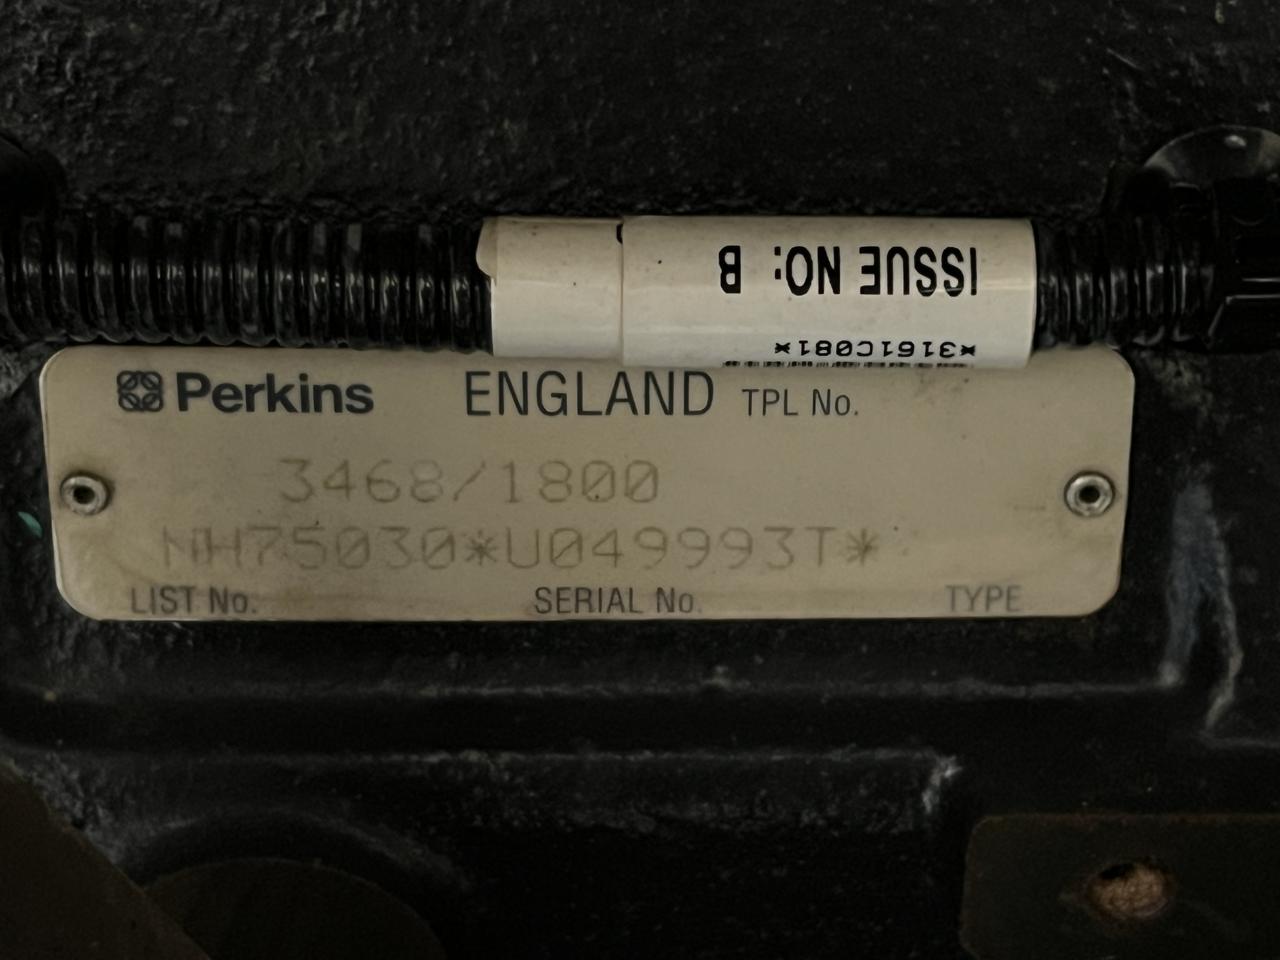 ISSUE NO: B
*3161C081*
Perkins ENGLAND TPL No.
3468/1800
NH75030*U049993T*
LIST No. SERIAL No. TYPE